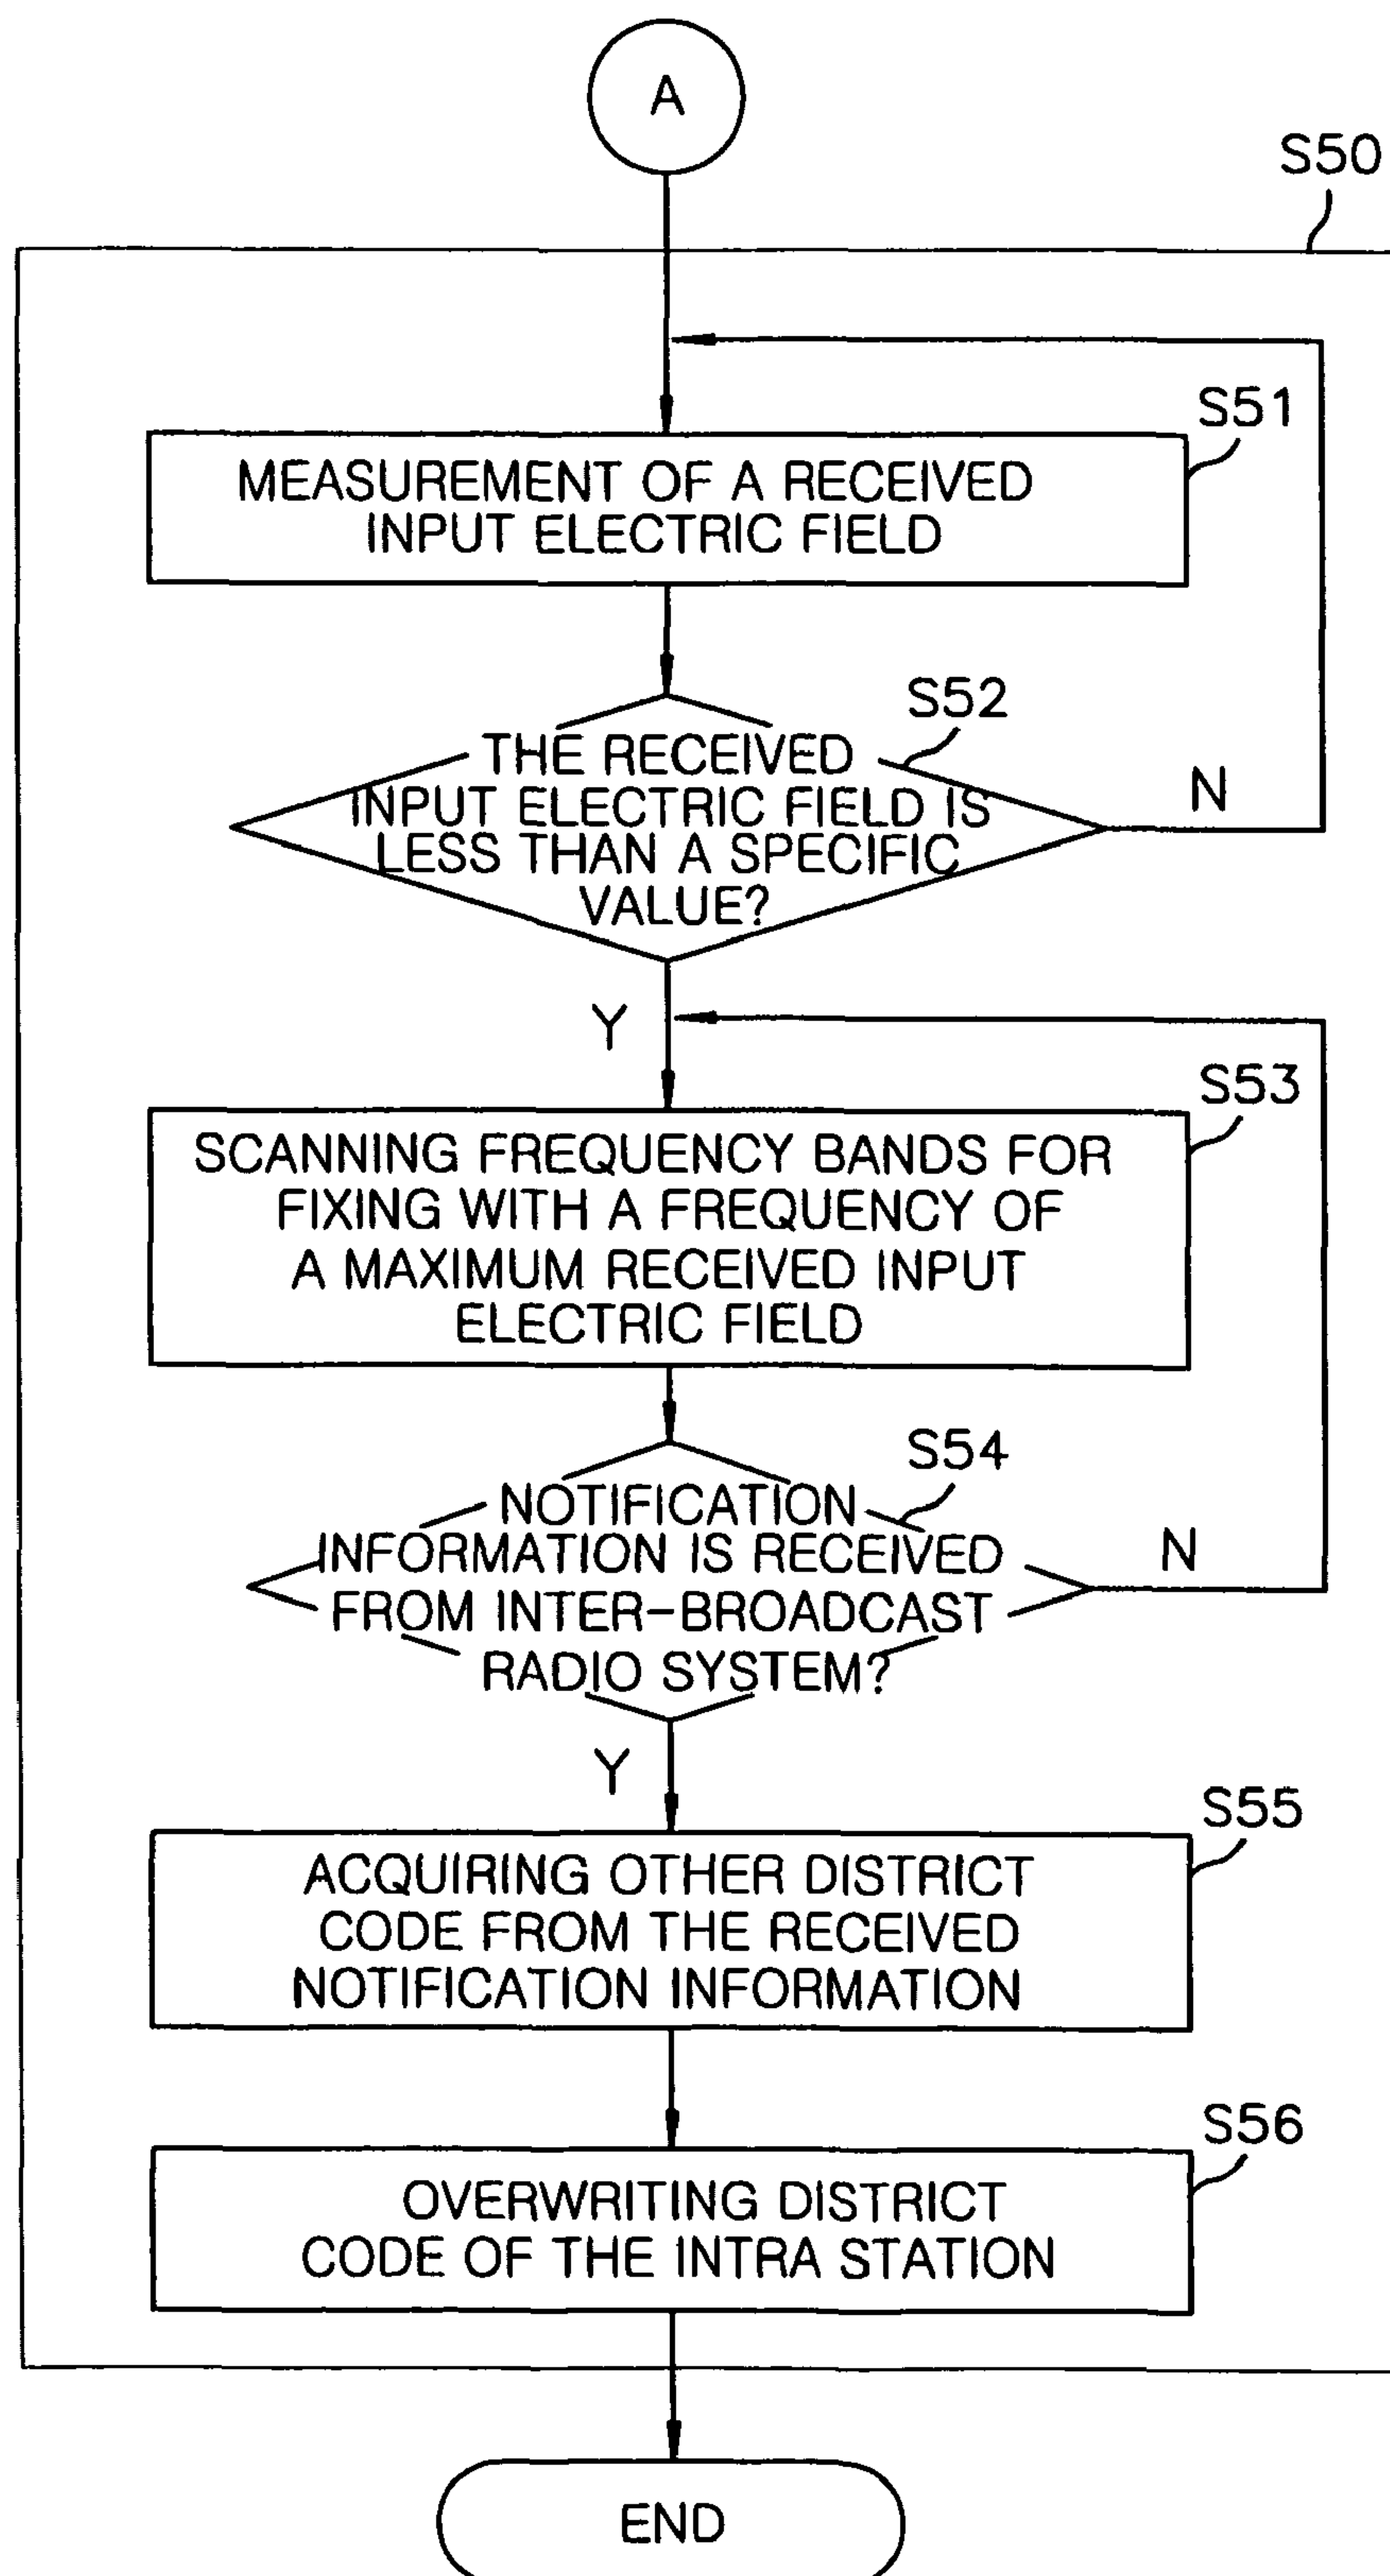 A
S50
S51
MEASUREMENT OF A RECEIVED
INPUT ELECTRIC FIELD
S52
THE RECEIVED
INPUT ELECTRIC FIELD IS
LESS THAN A SPECIFIC
VALUE?
N
Y
S53
SCANNING FREQUENCY BANDS FOR
FIXING WITH A FREQUENCY OF
A MAXIMUM RECEIVED INPUT
ELECTRIC FIELD
S54
NOTIFICATION
INFORMATION IS RECEIVED
FROM INTER-BROADCAST
RADIO SYSTEM?
N
Y
S55
ACQUIRING OTHER DISTRICT
CODE FROM THE RECEIVED
NOTIFICATION INFORMATION
S56
OVERWRITING DISTRICT
CODE OF THE INTRA STATION
END